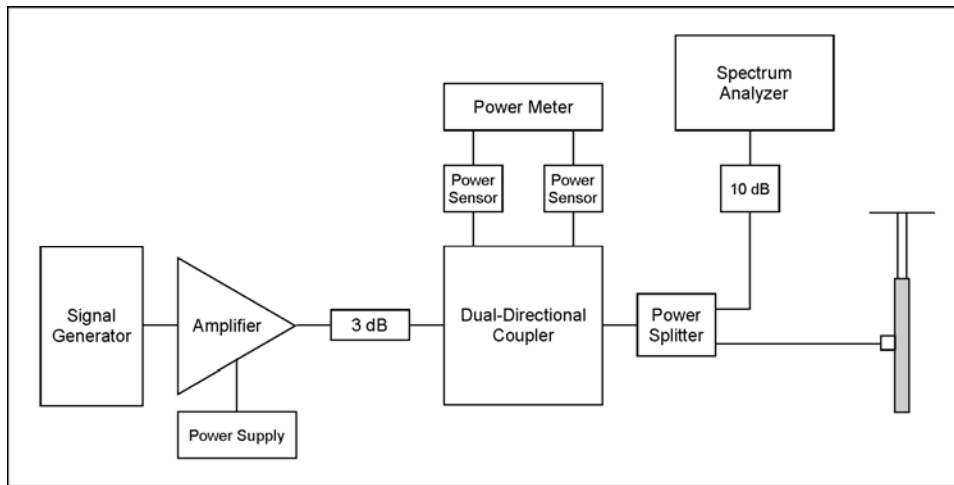 Signal
Generator
Amplifier
Power Supply
3 dB
Power Meter
Power
Sensor
Power
Sensor
Dual-Directional
Coupler
Power
Splitter
10 dB
Spectrum
Analyzer